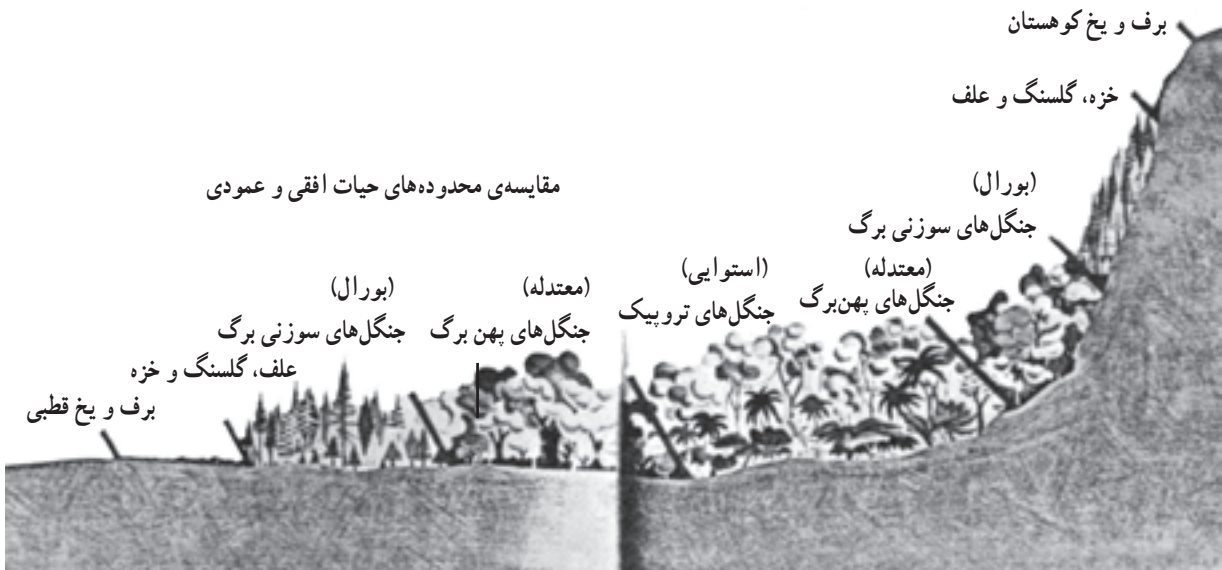 برف و یخ کوهستان
خزه، گلسنگ و علف
مقایسه‌ی محدوده‌های حیات افقی و عمودی
(بورال)
جنگل‌های سوزنی برگ
(معتدله)
جنگل‌های پهن‌برگ
(استوایی)
جنگل‌های تروپیک
(معتدله)
جنگل‌های پهن برگ
(بورال)
جنگل‌های سوزنی برگ
علف، گلسنگ و خزه
برف و یخ قطبی